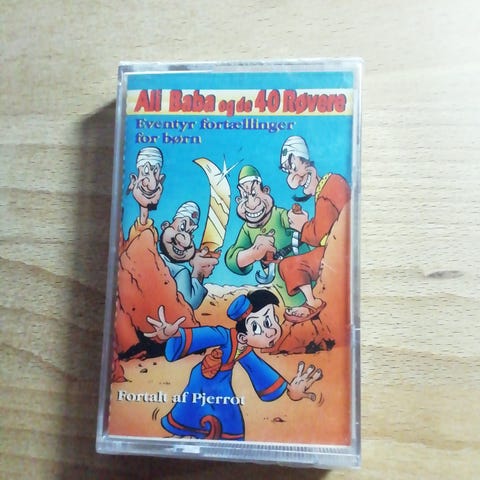 Ali Baba og de 40 Røvere
Eventyr fortællinger
for børn
Fortalt af Pjerrot